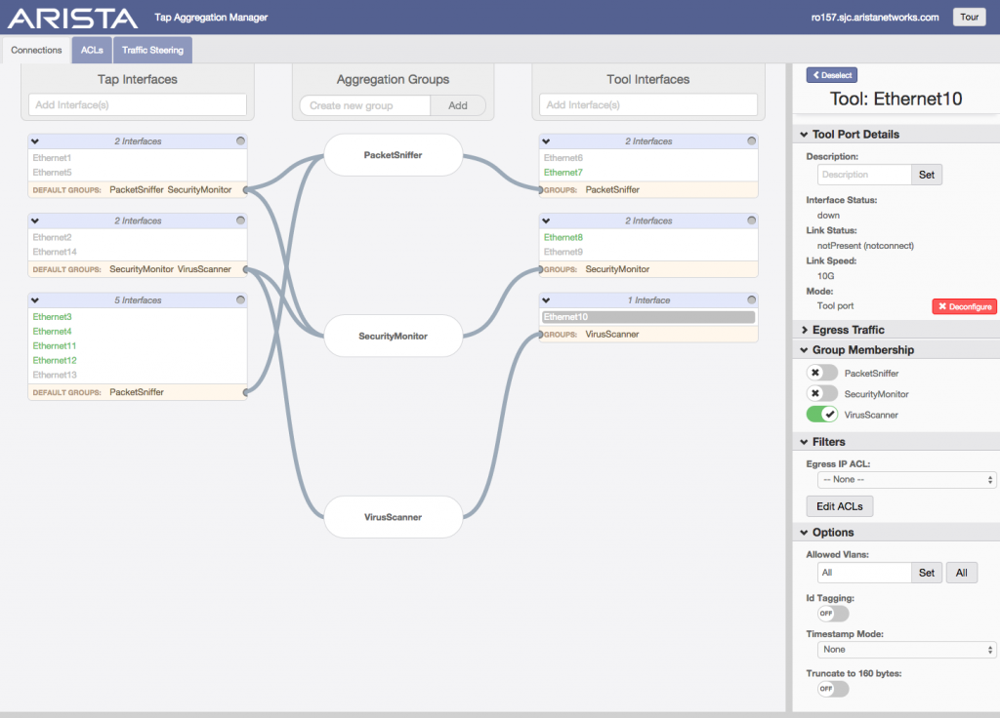 ARISTA Tap Aggregation Manager ro157.sjc.aristanetworks.com Tour
Connections ACLs Traffic Steering
Tap Interfaces
Add Interface(s)
2 Interfaces
Ethernet1
Ethernet5
DEFAULT GROUPS: PacketSniffer SecurityMonitor
2 Interfaces
Ethernet2
Ethernet14
DEFAULT GROUPS: SecurityMonitor VirusScanner
5 Interfaces
Ethernet3
Ethernet4
Ethernet11
Ethernet12
Ethernet13
DEFAULT GROUPS: PacketSniffer
Aggregation Groups
Create new group Add
PacketSniffer
SecurityMonitor
VirusScanner
Tool Interfaces
Add Interface(s)
2 Interfaces
Ethernet6
Ethernet7
GROUPS: PacketSniffer
2 Interfaces
Ethernet8
Ethernet9
GROUPS: SecurityMonitor
1 Interface
Ethernet10
GROUPS: VirusScanner
Deselect
Tool: Ethernet10
Tool Port Details
Description:
Description Set
Interface Status:
down
Link Status:
notPresent (notconnect)
Link Speed:
10G
Mode:
Tool port Deconfigure
Egress Traffic
Group Membership
PacketSniffer
SecurityMonitor
VirusScanner
Filters
Egress IP ACL:
-- None --
Edit ACLs
Options
Allowed Vlans:
All Set All
Id Tagging:
OFF
Timestamp Mode:
None
Truncate to 160 bytes:
OFF